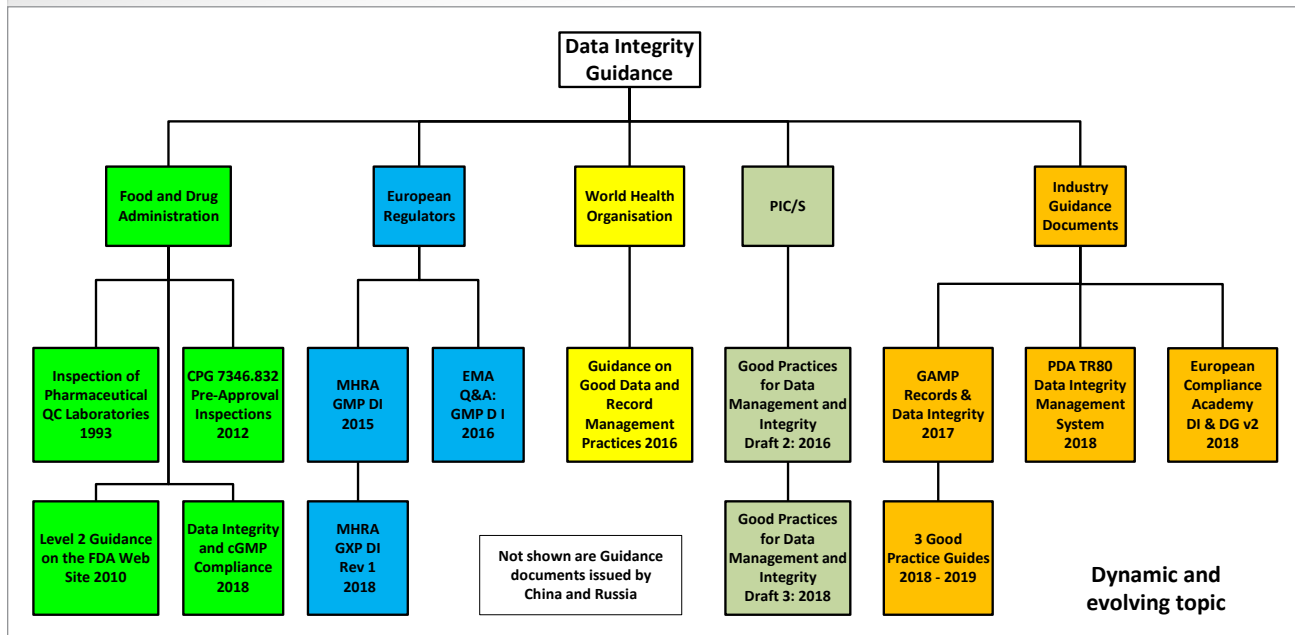 Data Integrity
Guidance
Food and Drug
Administration
European
Regulators
World Health
Organisation
PIC/S
Industry
Guidance
Documents
Inspection of
Pharmaceutical
QC Laboratories
1993
CPG 7346.832
Pre-Approval
Inspections
2012
MHRA
GMP DI
2015
EMA
Q&A:
GMP D I
2016
Guidance on
Good Data and
Record
Management
Practices 2016
Good Practices
for Data
Management and
Integrity
Draft 2: 2016
GAMP
Records &
Data Integrity
2017
PDA TR80
Data Integrity
Management
System
2018
European
Compliance
Academy
DI & DG v2
2018
Level 2 Guidance
on the FDA Web
Site 2010
Data Integrity
and cGMP
Compliance
2018
MHRA
GXP DI
Rev 1
2018
Not shown are Guidance
documents issued by
China and Russia
Good Practices
for Data
Management and
Integrity
Draft 3: 2018
3 Good
Practice Guides
2018 - 2019
Dynamic and
evolving topic